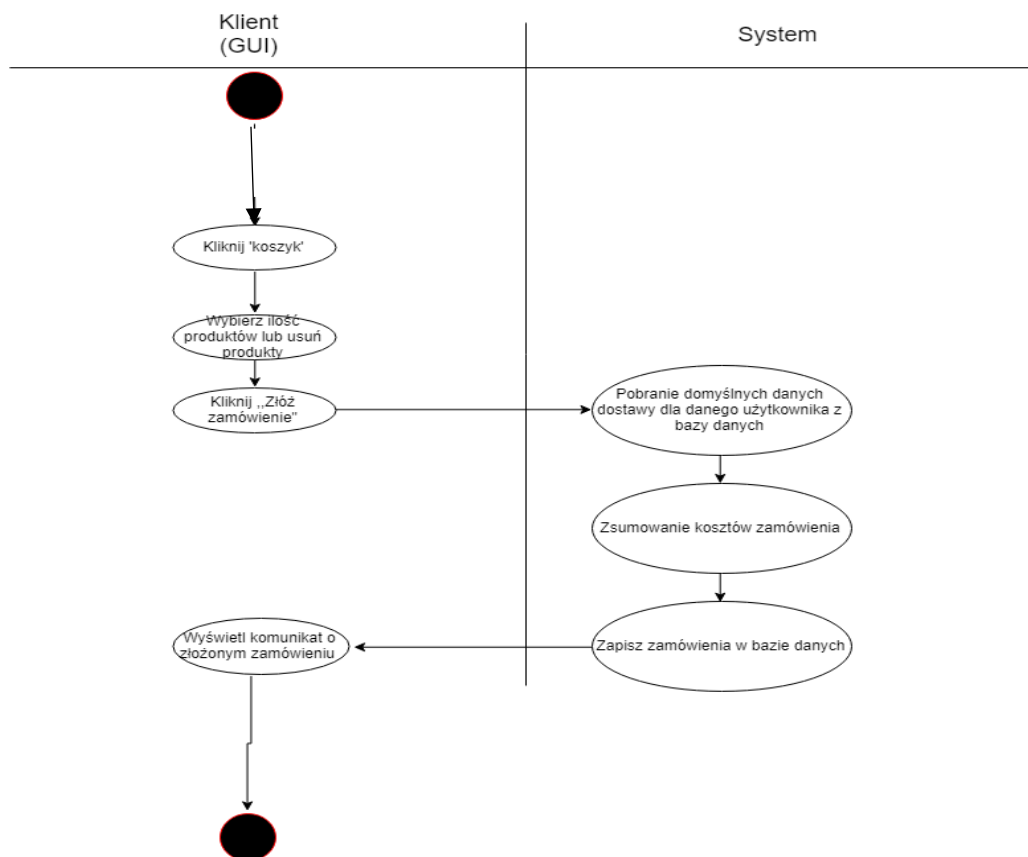 Klient
(GUI)
System
Kliknij 'koszyk'
Wybierz ilość
produktów lub usuń
produkty
Kliknij ,,Złóż
zamówienie"
Pobranie domyślnych danych
dostawy dla danego użytkownika z
bazy danych
Zsumowanie kosztów zamówienia
Zapisz zamówienia w bazie danych
Wyświetl komunikat o
złożonym zamówieniu